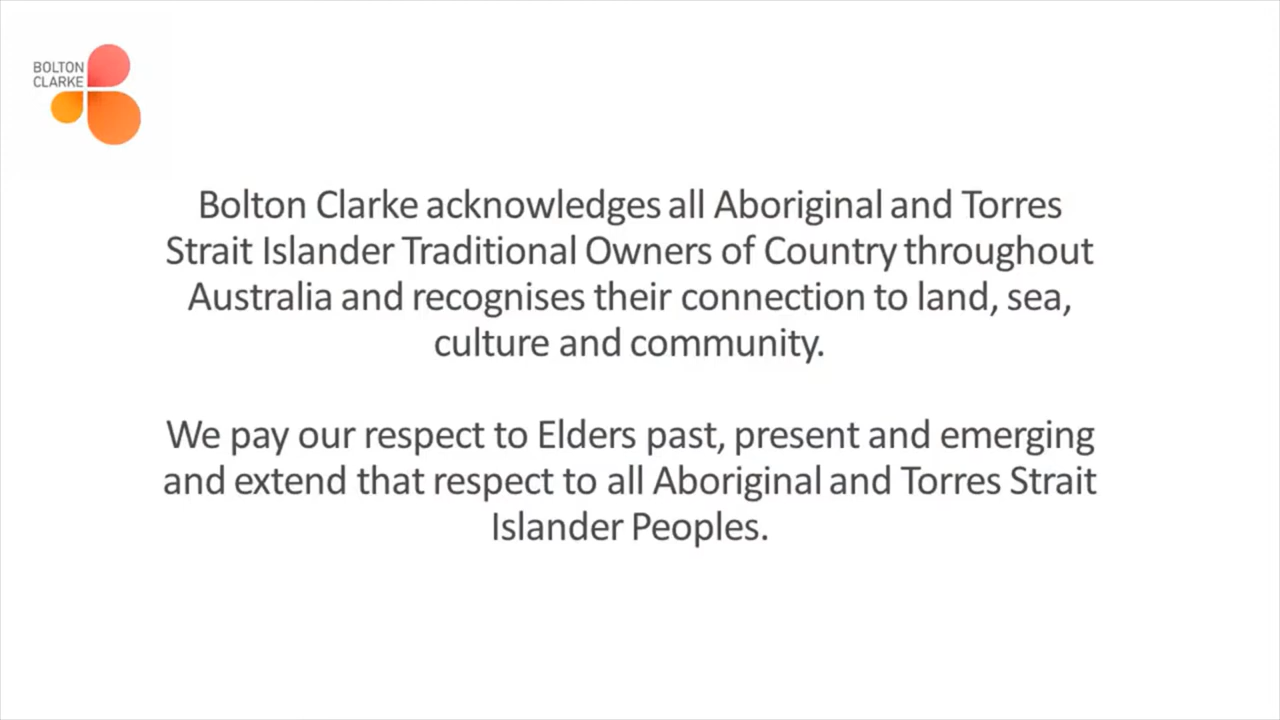 BOLTON
CLARKE
Bolton Clarke acknowledges all Aboriginal and Torres
Strait Islander Traditional Owners of Country throughout
Australia and recognises their connection to land, sea,
culture and community.
We pay our respect to Elders past, present and emerging
and extend that respect to all Aboriginal and Torres Strait
Islander Peoples.